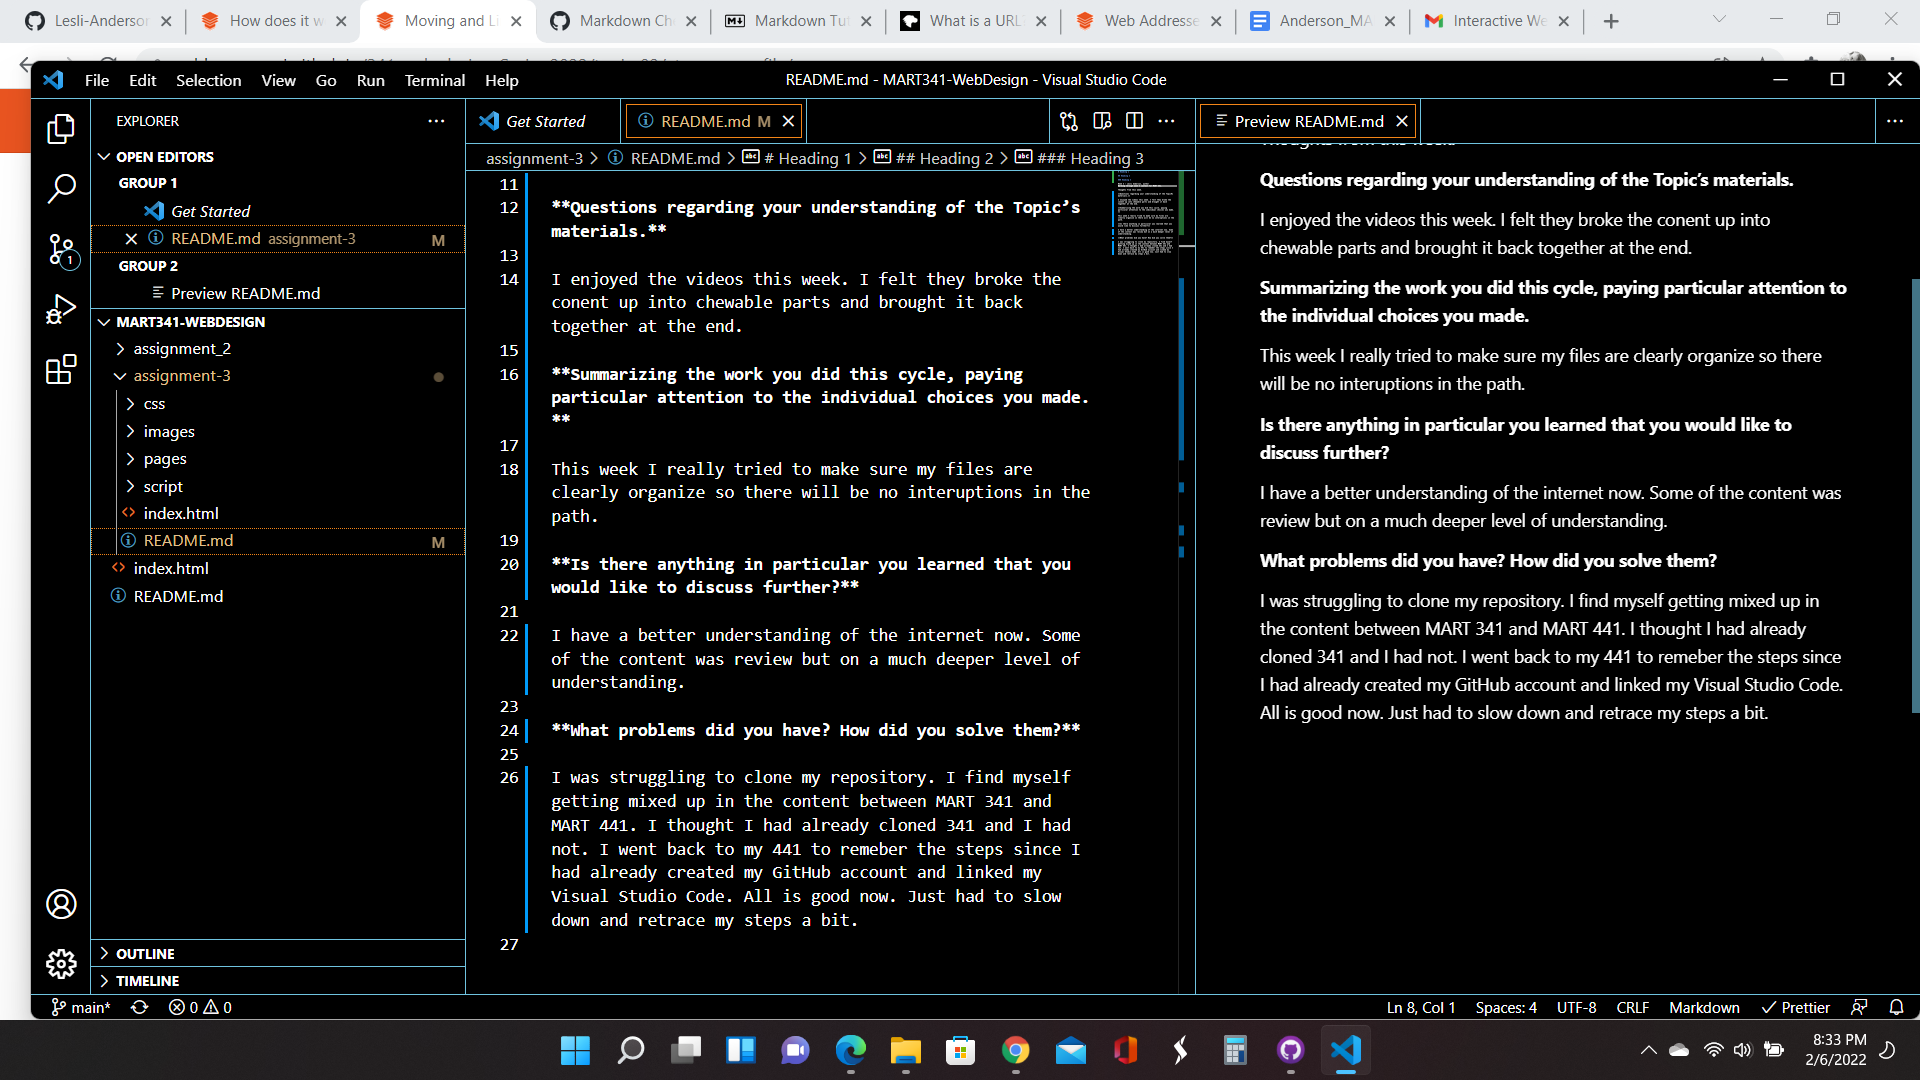 Lesli-Anderson
How does it w
Moving and Li
Markdown Ch
Markdown Tut
What is a URL
Web Addresse
Anderson_MA
Interactive We
File Edit Selection View Go Run Terminal Help
README.md - MART341-WebDesign - Visual Studio Code
EXPLORER
OPEN EDITORS
GROUP 1
Get Started
README.md assignment-3 M
GROUP 2
Preview README.md
MART341-WEBDESIGN
assignment_2
assignment-3
css
images
pages
script
index.html
README.md M
index.html
README.md
OUTLINE
TIMELINE
Get Started
README.md M
assignment-3 > README.md > # Heading 1 > ## Heading 2 > ### Heading 3
11
12 **Questions regarding your understanding of the Topic’s
materials.**
13
14 I enjoyed the videos this week. I felt they broke the
conent up into chewable parts and brought it back
together at the end.
15
16 **Summarizing the work you did this cycle, paying
particular attention to the individual choices you made.
**
17
18 This week I really tried to make sure my files are
clearly organize so there will be no interuptions in the
path.
19
20 **Is there anything in particular you learned that you
would like to discuss further?**
21
22 I have a better understanding of the internet now. Some
of the content was review but on a much deeper level of
understanding.
23
24 **What problems did you have? How did you solve them?**
25
26 I was struggling to clone my repository. I find myself
getting mixed up in the content between MART 341 and
MART 441. I thought I had already cloned 341 and I had
not. I went back to my 441 to remeber the steps since I
had already created my GitHub account and linked my
Visual Studio Code. All is good now. Just had to slow
down and retrace my steps a bit.
27
Preview README.md
Questions regarding your understanding of the Topic’s materials.
I enjoyed the videos this week. I felt they broke the conent up into
chewable parts and brought it back together at the end.
Summarizing the work you did this cycle, paying particular attention to
the individual choices you made.
This week I really tried to make sure my files are clearly organize so there
will be no interuptions in the path.
Is there anything in particular you learned that you would like to
discuss further?
I have a better understanding of the internet now. Some of the content was
review but on a much deeper level of understanding.
What problems did you have? How did you solve them?
I was struggling to clone my repository. I find myself getting mixed up in
the content between MART 341 and MART 441. I thought I had already
cloned 341 and I had not. I went back to my 441 to remeber the steps since
I had already created my GitHub account and linked my Visual Studio Code.
All is good now. Just had to slow down and retrace my steps a bit.
main* 0 0
Ln 8, Col 1 Spaces: 4 UTF-8 CRLF Markdown Prettier
8:33 PM
2/6/2022